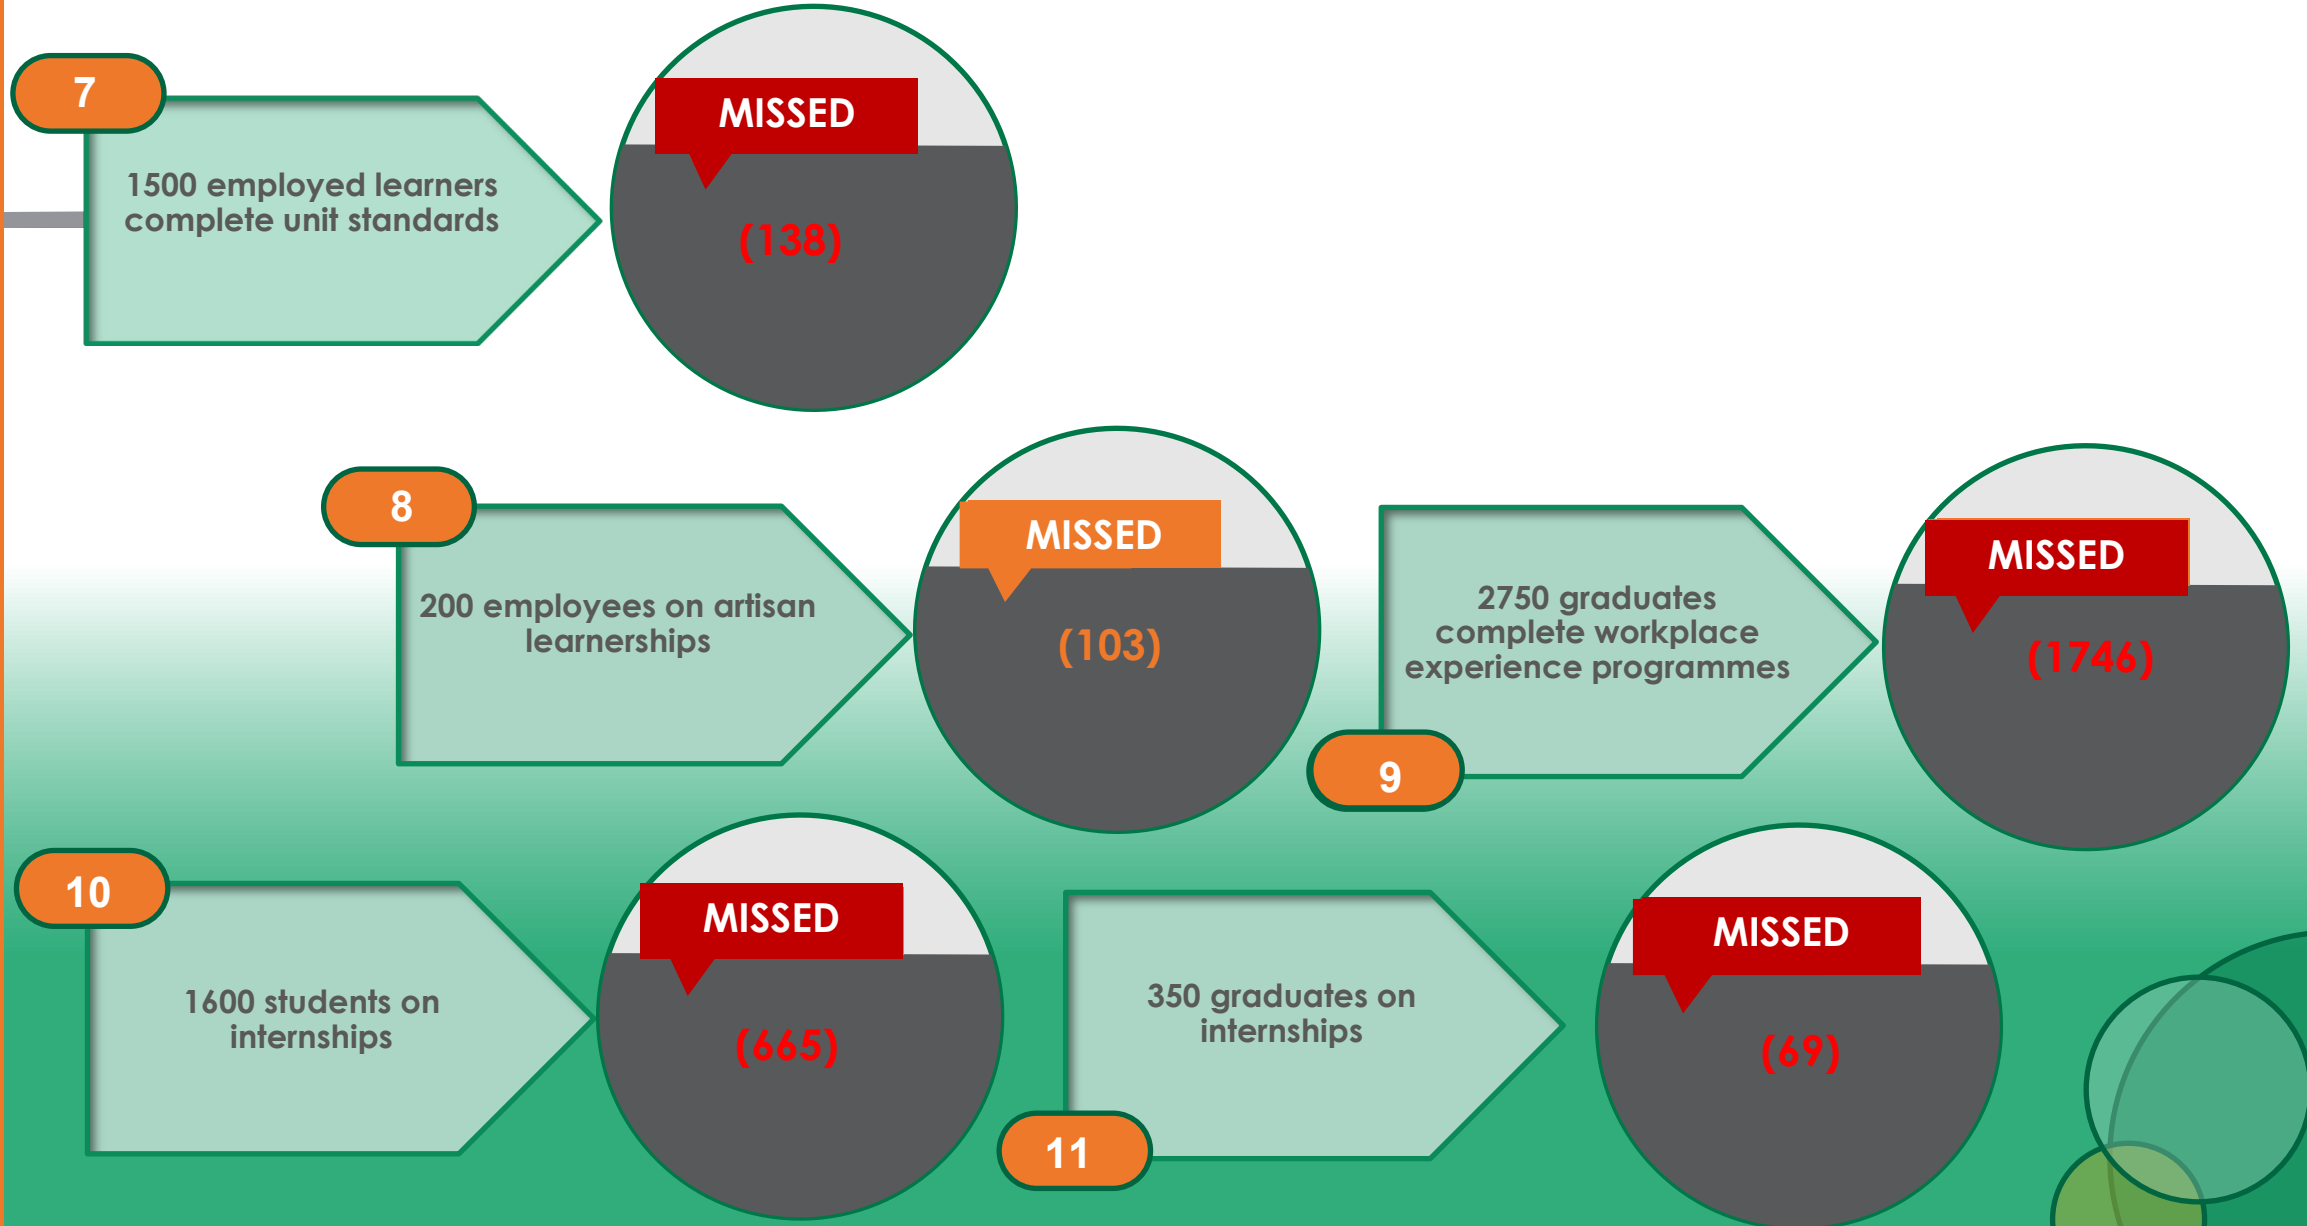 7
1500 employed learners
complete unit standards
MISSED
(138)
8
200 employees on artisan
learnerships
MISSED
(103)
2750 graduates
complete workplace
experience programmes
9
MISSED
(1746)
10
1600 students on
internships
MISSED
(665)
350 graduates on
internships
11
MISSED
(69)